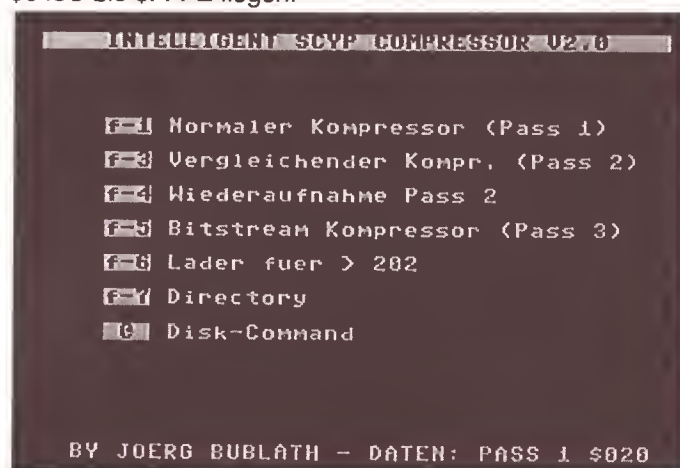 INTELLIGENT SCYP COMPRESSOR V2.0
f-1 Normaler Kompressor (Pass 1)
f-3 Vergleichender Kompr. (Pass 2)
f-4 Wiederaufnahme Pass 2
f-5 Bitstream Kompressor (Pass 3)
f-6 Lader fuer > 202
f-7 Directory
@ Disk-Command
BY JOERG BUBLATH - DATEN: PASS 1 $020